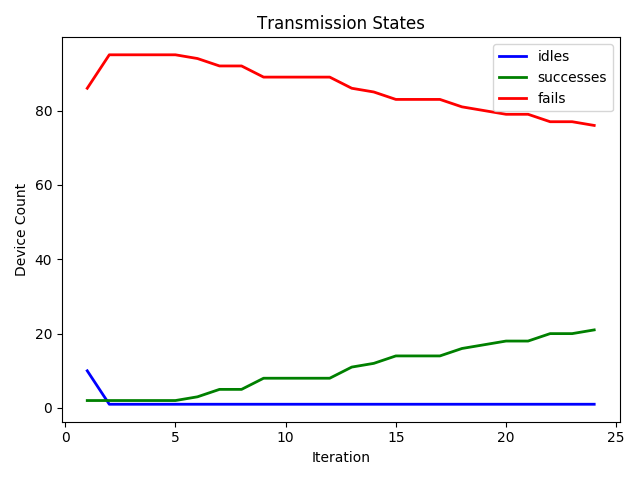 Transmission States
idles
successes
fails
Device Count
80
60
40
20
0
0 5 10 15 20 25
Iteration